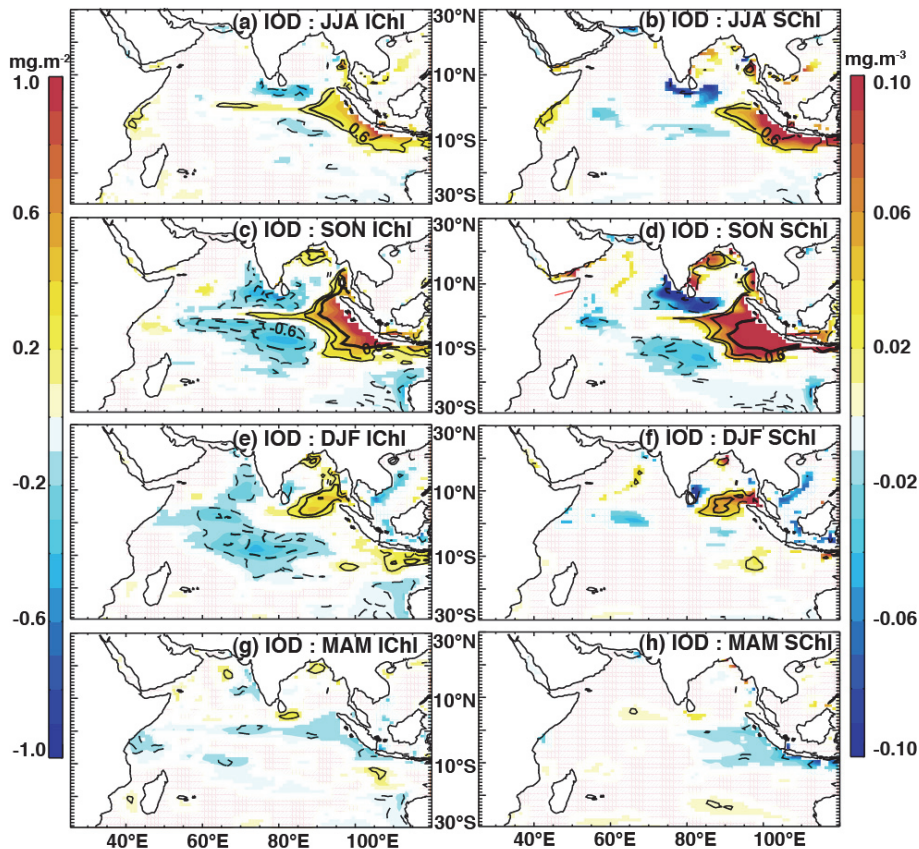 (a) IOD : JJA IChl
(b) IOD : JJA SChl
30°N
10°N
10°S
30°S
mg.m-2
1.0
0.6
0.2
-0.2
-0.6
-1.0
mg.m-3
0.10
0.06
0.02
-0.02
-0.06
-0.10
0.6
0.6
(c) IOD : SON IChl
(d) IOD : SON SChl
30°N
10°N
10°S
30°S
-0.6
0.6
0.6
(e) IOD : DJF IChl
(f) IOD : DJF SChl
30°N
10°N
10°S
30°S
(g) IOD : MAM IChl
(h) IOD : MAM SChl
30°N
10°N
10°S
30°S
40°E
60°E
80°E
100°E
40°E
60°E
80°E
100°E